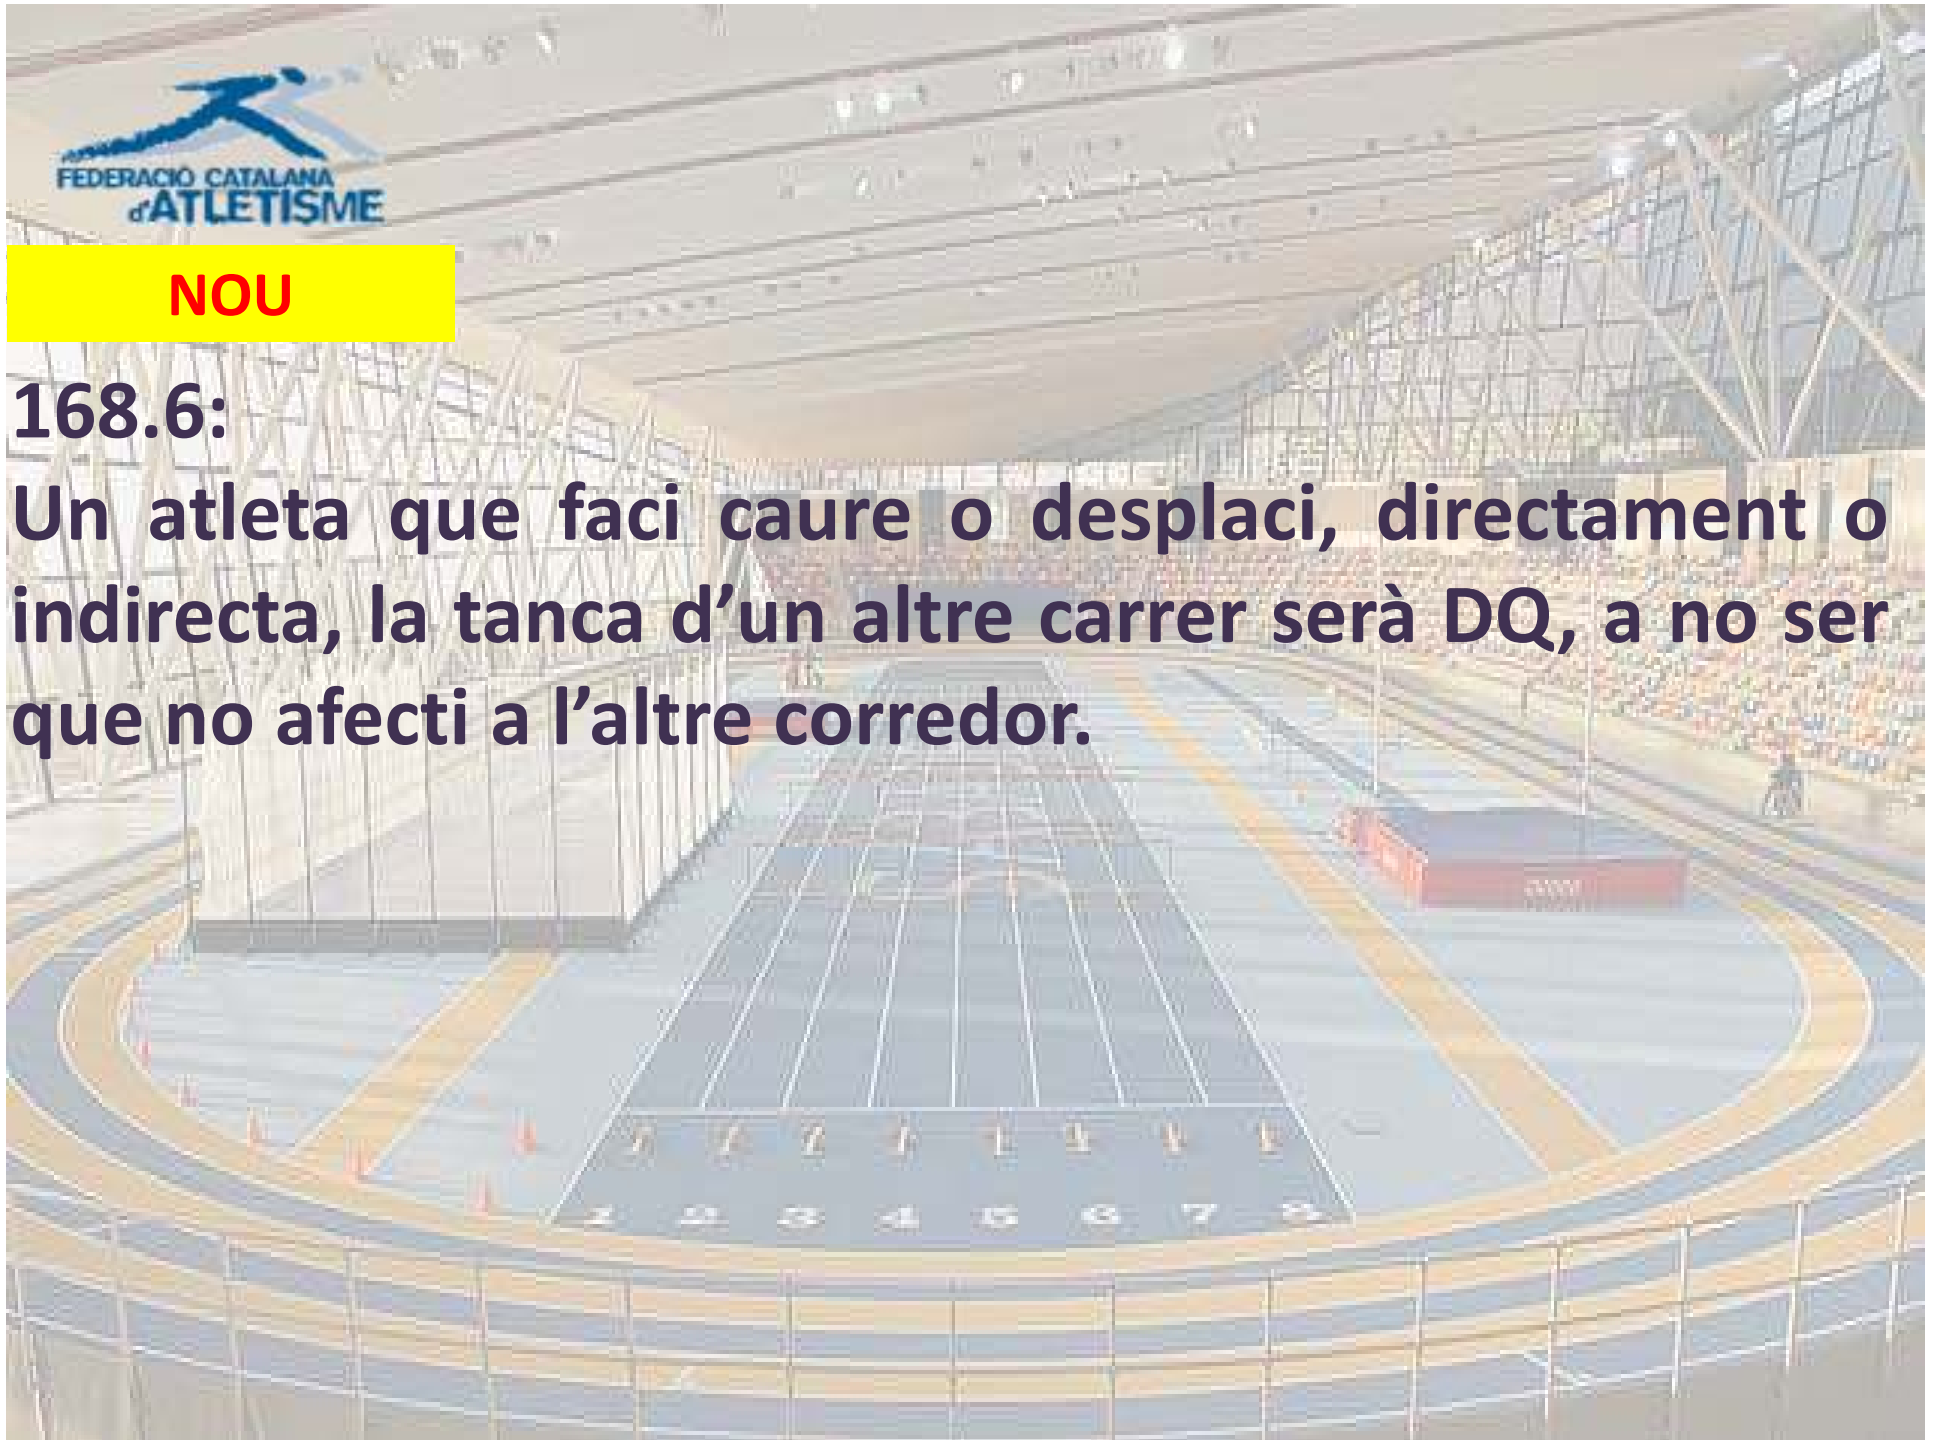 FEDERACIÓ CATALANA
d'ATLETISME
NOU
168.6:
Un atleta que faci caure o desplaci, directament o
indirecta, la tanca d’un altre carrer serà DQ, a no ser
que no afecti a l’altre corredor.
1 2 3 4 5 6 7 8